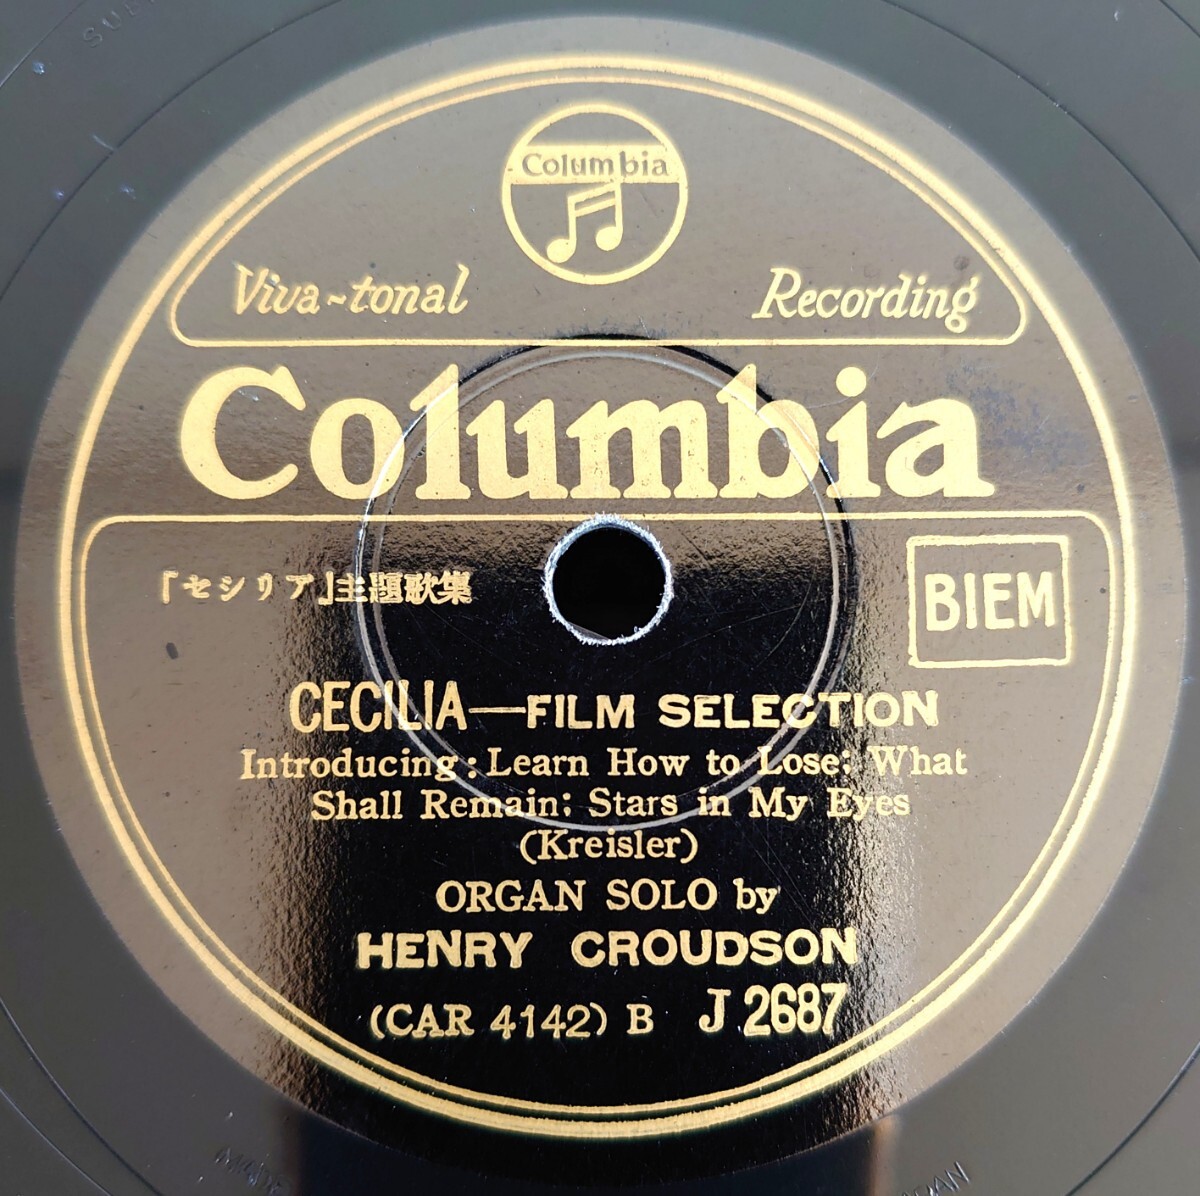 Columbia
Viva-tonal Recording
Columbia
『セシリア』主題歌集
BIEM
CECILIA—FILM SELECTION
Introducing: Learn How to Lose; What
Shall Remain; Stars in My Eyes
(Kreisler)
ORGAN SOLO by
HENRY CROUDSON
(CAR 4142) B J 2687